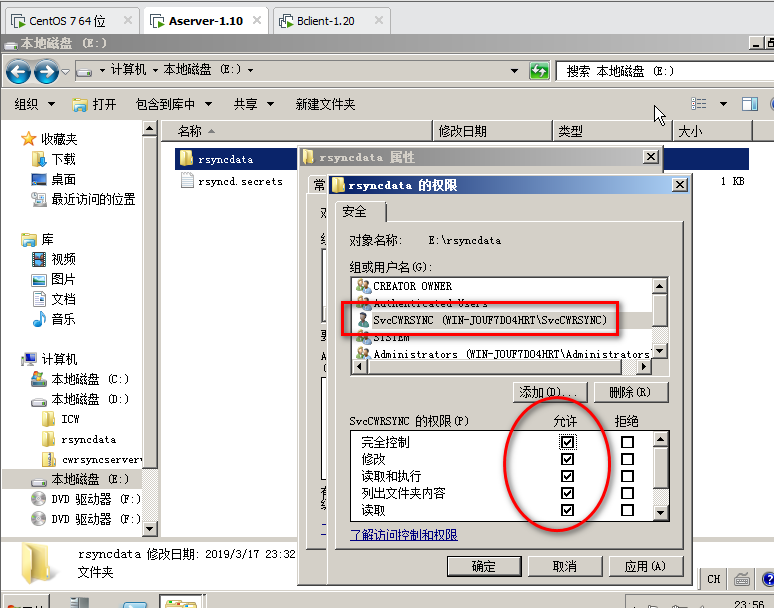 CentOS 7 64 位
Aserver-1.10
Bclient-1.20
本地磁盘 (E:)
计算机
本地磁盘 (E:)
搜索 本地磁盘 (E:)
组织
打开
包含到库中
共享
新建文件夹
名称
修改日期
类型
大小
收藏夹
下载
桌面
最近访问的位置
库
视频
图片
文档
音乐
计算机
本地磁盘 (C:)
本地磁盘 (D:)
ICW
rsyncdata
cwrsyncserver
本地磁盘 (E:)
DVD 驱动器 (F:)
DVD 驱动器 (F:)
rsyncdata
rsyncd.secrets
1 KB
rsyncdata 属性
rsyncdata 的权限
安全
对象名称: E:\rsyncdata
组或用户名(G):
CREATOR OWNER
Authenticated Users
SvcCWRSYNC (WIN-JOUF7DO4HRT\SvcCWRSYNC)
SYSTEM
Administrators (WIN-JOUF7DO4HRT\Administrators
添加(D)...
删除(R)
SvcCWRSYNC 的权限(P)
允许
拒绝
完全控制
修改
读取和执行
列出文件夹内容
读取
了解访问控制和权限
确定
取消
应用(A)
rsyncdata 修改日期: 2019/3/17 23:32
文件夹
CH
23:56